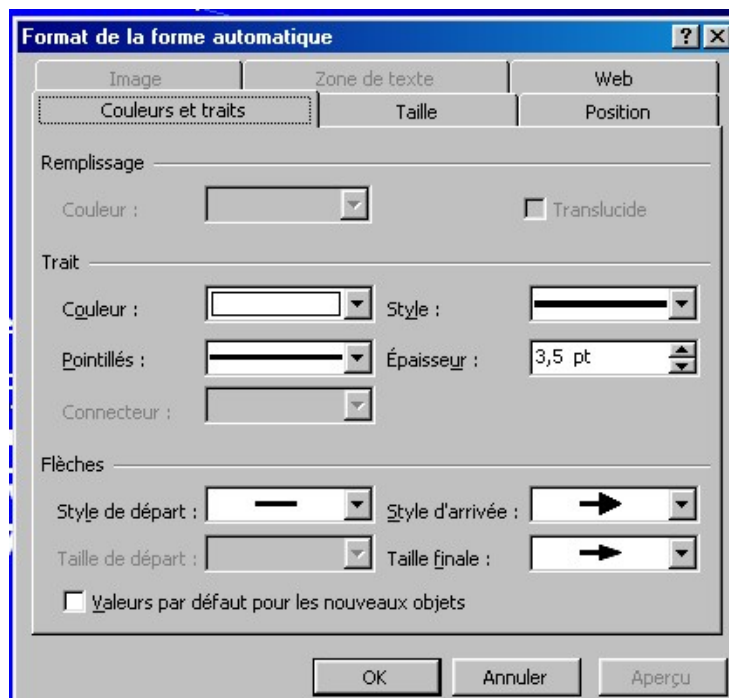 Format de la forme automatique
Image Zone de texte Web
Couleurs et traits Taille Position
Remplissage
Couleur : Translucide
Trait
Couleur : Style :
Pointillés : Épaisseur : 3,5 pt
Connecteur :
Flèches
Style de départ : Style d'arrivée :
Taille de départ : Taille finale :
Valeurs par défaut pour les nouveaux objets
OK Annuler Aperçu